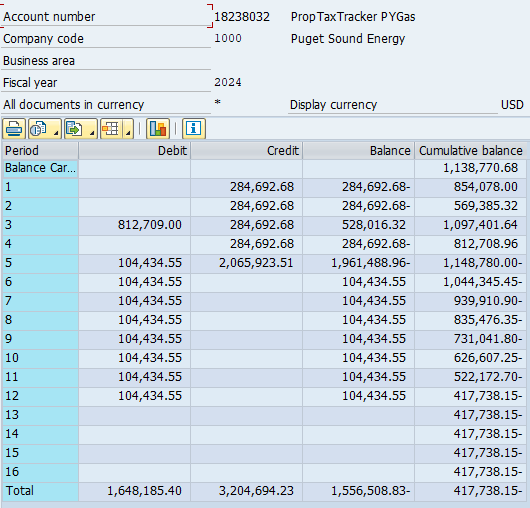 Account number 18238032 PropTaxTracker PYGas
Company code 1000 Puget Sound Energy
Business area
Fiscal year 2024
All documents in currency * Display currency USD
Period Debit Credit Balance Cumulative balance
Balance Car... 1,138,770.68
1 284,692.68 284,692.68- 854,078.00
2 284,692.68 284,692.68- 569,385.32
3 812,709.00 284,692.68 528,016.32 1,097,401.64
4 284,692.68 284,692.68- 812,708.96
5 104,434.55 2,065,923.51 1,961,488.96- 1,148,780.00-
6 104,434.55 104,434.55 1,044,345.45-
7 104,434.55 104,434.55 939,910.90-
8 104,434.55 104,434.55 835,476.35-
9 104,434.55 104,434.55 731,041.80-
10 104,434.55 104,434.55 626,607.25-
11 104,434.55 104,434.55 522,172.70-
12 104,434.55 104,434.55 417,738.15-
13 417,738.15-
14 417,738.15-
15 417,738.15-
16 417,738.15-
Total 1,648,185.40 3,204,694.23 1,556,508.83- 417,738.15-